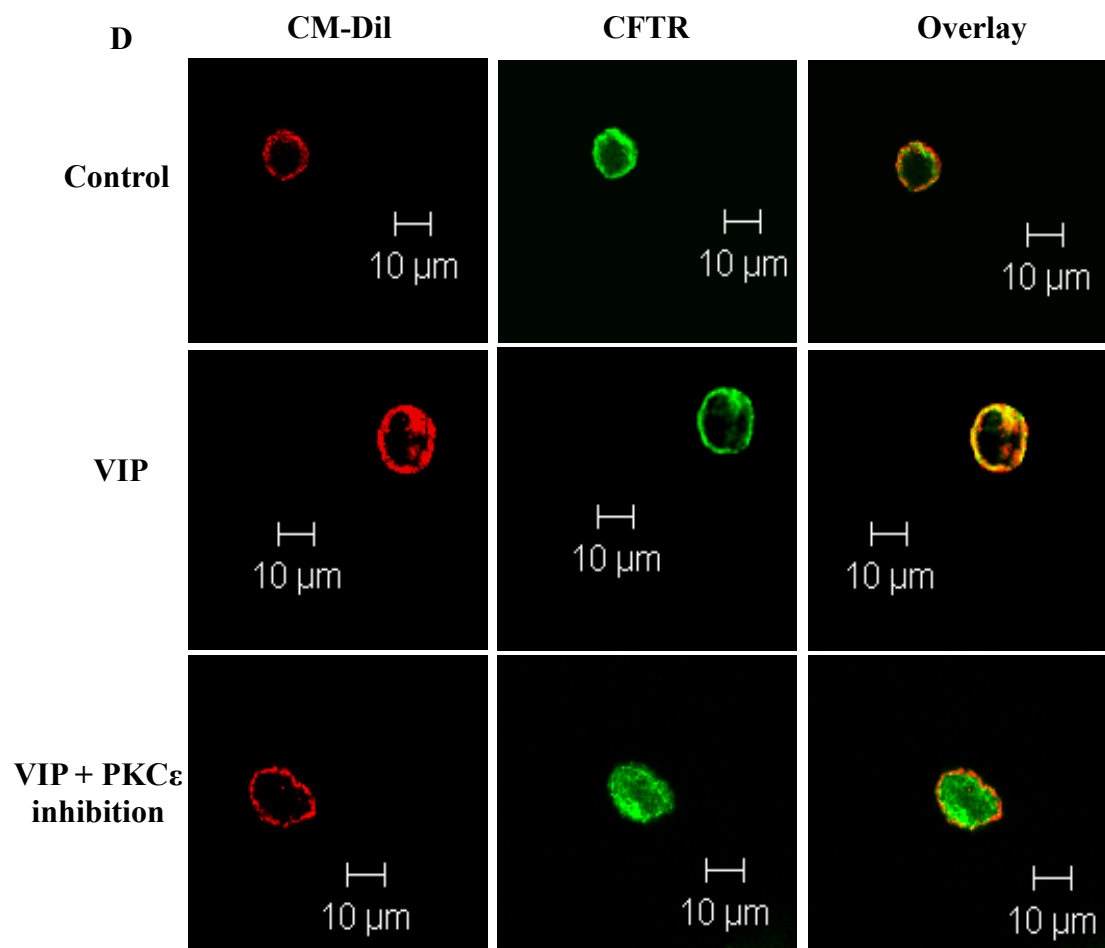 D CM-Dil CFTR Overlay
Control
10 µm 10 µm 10 µm
VIP
10 µm 10 µm 10 µm
VIP + PKCε
inhibition
10 µm 10 µm 10 µm